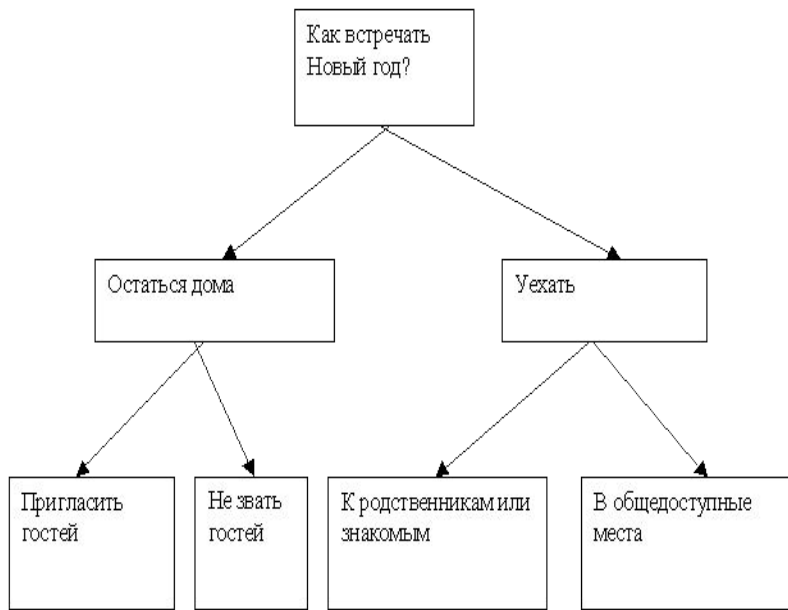 Как встречать
Новый год?
Остаться дома
Уехать
Пригласить
гостей
Не звать
гостей
К родственникам или
знакомым
В общедоступные
места